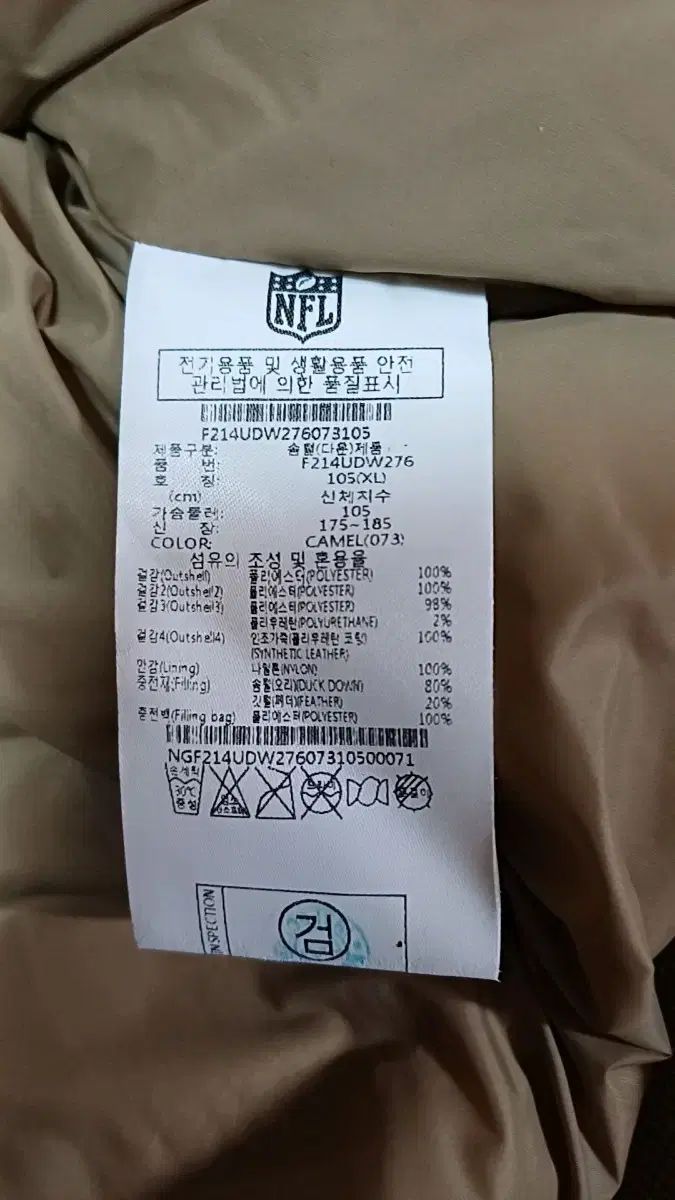 NFL
전기용품 및 생활용품 안전
관리법에 의한 품질표시
F214UDW276073105
제품구분: 솜털(다운)제품
품 번: F214UDW276
호 칭: 105(XL)
(cm) 신체치수
가슴둘레: 105
신 장: 175~185
COLOR: CAMEL(073)
섬유의 조성 및 혼용율
겉감(Outshell) 폴리에스터(POLYESTER) 100%
겉감2(Outshell2) 폴리에스터(POLYESTER) 100%
겉감3(Outshell3) 폴리에스터(POLYESTER) 98%
폴리우레탄(POLYURETHANE) 2%
겉감4(Outshell4) 인조가죽(폴리우레탄 코팅) 100%
(SYNTHETIC LEATHER)
안감(Lining) 나일론(NYLON) 100%
충전재(Filling) 솜털(오리)(DUCK DOWN) 80%
깃털(페더)(FEATHER) 20%
충전백(Filling bag) 폴리에스터(POLYESTER) 100%
NGF214UDW27607310500071
손세탁
30℃
중성
검